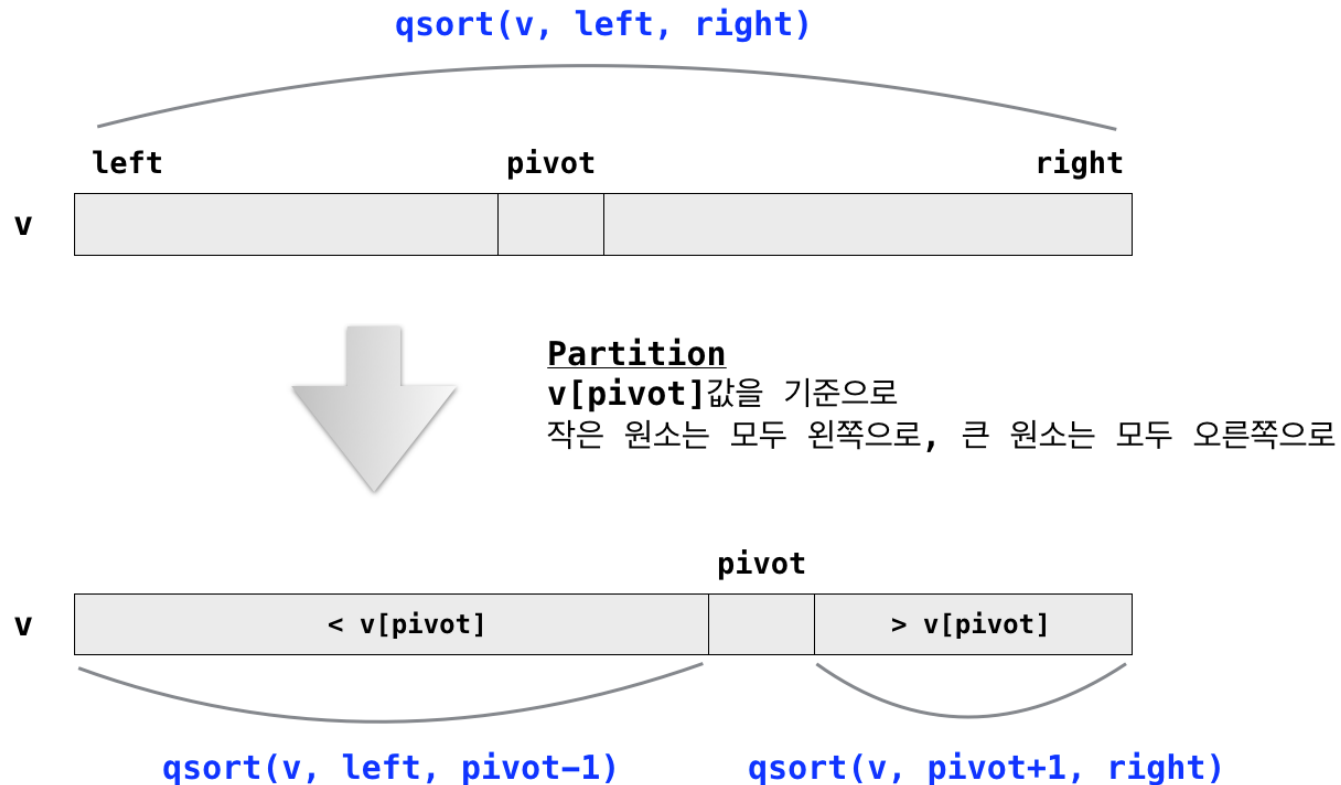 qsort(v, left, right)
left pivot right
v
Partition
v[pivot]값을 기준으로
작은 원소는 모두 왼쪽으로, 큰 원소는 모두 오른쪽으로
pivot
v < v[pivot] > v[pivot]
qsort(v, left, pivot-1) qsort(v, pivot+1, right)